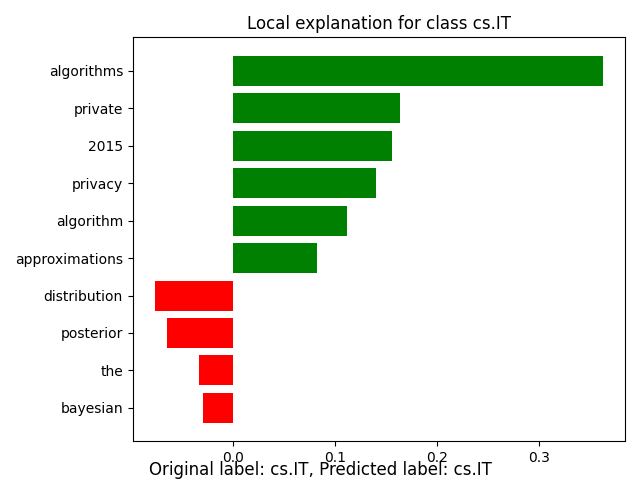 Local explanation for class cs.IT
algorithms
private
2015
privacy
algorithm
approximations
distribution
posterior
the
bayesian
0.0 0.1 0.2 0.3
Original label: cs.IT, Predicted label: cs.IT